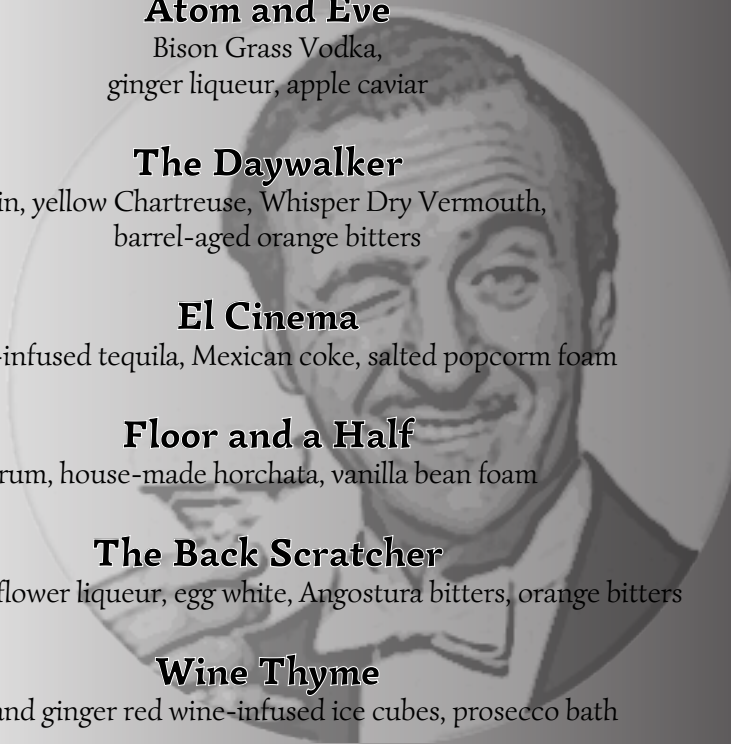 Atom and Eve
Bison Grass Vodka,
ginger liqueur, apple caviar
The Daywalker
in, yellow Chartreuse, Whisper Dry Vermouth,
barrel-aged orange bitters
El Cinema
-infused tequila, Mexican coke, salted popcorm foam
Floor and a Half
rum, house-made horchata, vanilla bean foam
The Back Scratcher
flower liqueur, egg white, Angostura bitters, orange bitters
Wine Thyme
and ginger red wine-infused ice cubes, prosecco bath